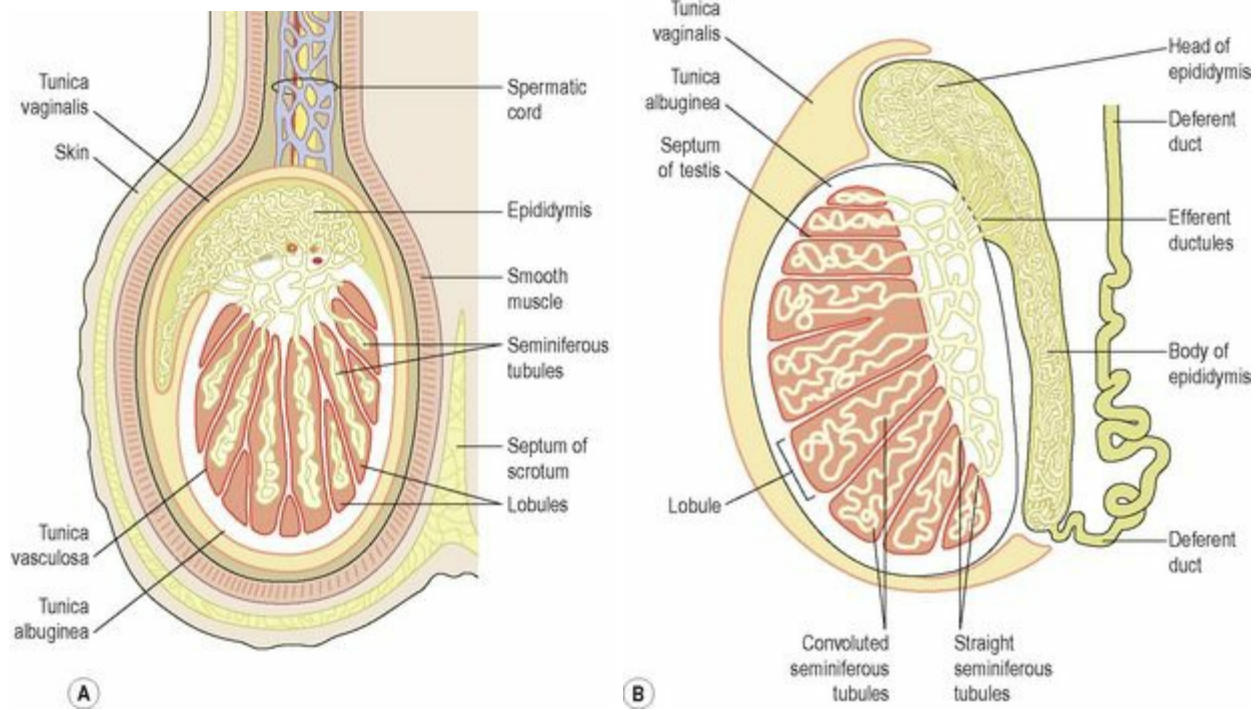 Tunica
vaginalis
Skin
Tunica
vasculosa
Tunica
albuginea
Spermatic
cord
Epididymis
Smooth
muscle
Seminiferous
tubules
Septum of
scrotum
Lobules
A
Tunica
vaginalis
Tunica
albuginea
Septum
of testis
Lobule
Convoluted
seminiferous
tubules
Straight
seminiferous
tubules
Head of
epididymis
Deferent
duct
Efferent
ductules
Body of
epididymis
Deferent
duct
B